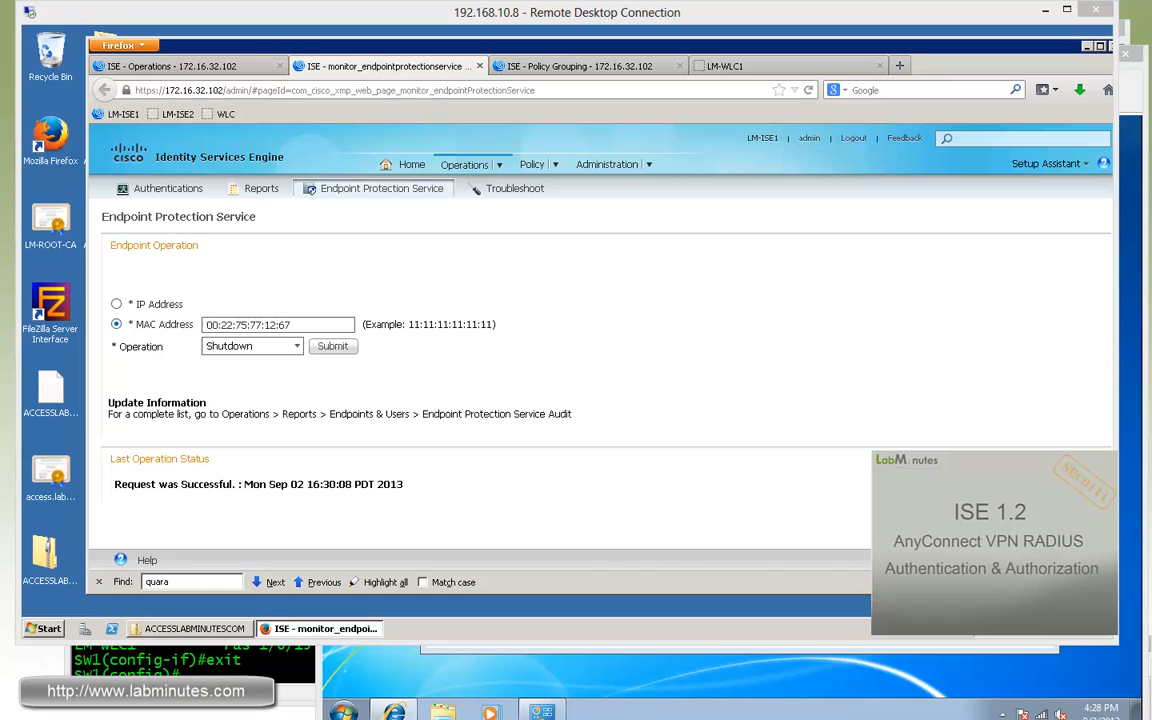 192.168.10.8 - Remote Desktop Connection
Recycle Bin
Mozilla Firefox
LM-ROOT-CA
FileZilla Server
Interface
ACCESSLAB...
access.lab...
ACCESSLAB...
Firefox
ISE - Operations - 172.16.32.102
ISE - monitor_endpointprotectionservice ...
ISE - Policy Grouping - 172.16.32.102
LM-WLC1
https://172.16.32.102/admin/#pageId=com_cisco_xmp_web_page_monitor_endpointProtectionService
Google
LM-ISE1 LM-ISE2 WLC
CISCO Identity Services Engine
LM-ISE1 | admin | Logout | Feedback
Home Operations | Policy | Administration |
Setup Assistant
Authentications Reports Endpoint Protection Service Troubleshoot
Endpoint Protection Service
Endpoint Operation
* IP Address
* MAC Address 00:22:75:77:12:67 (Example: 11:11:11:11:11:11)
* Operation Shutdown Submit
Update Information
For a complete list, go to Operations > Reports > Endpoints & Users > Endpoint Protection Service Audit
Last Operation Status
Request was Successful. : Mon Sep 02 16:30:08 PDT 2013
Help
× Find: quara Next Previous Highlight all Match case
LabMinutes
SECURITY
ISE 1.2
AnyConnect VPN RADIUS
Authentication & Authorization
Start ACCESSLABMINUTESCOM ISE - monitor_endpoi...
SW1(config-if)#exit
SW1(config)#
http://www.labminutes.com
4:28 PM